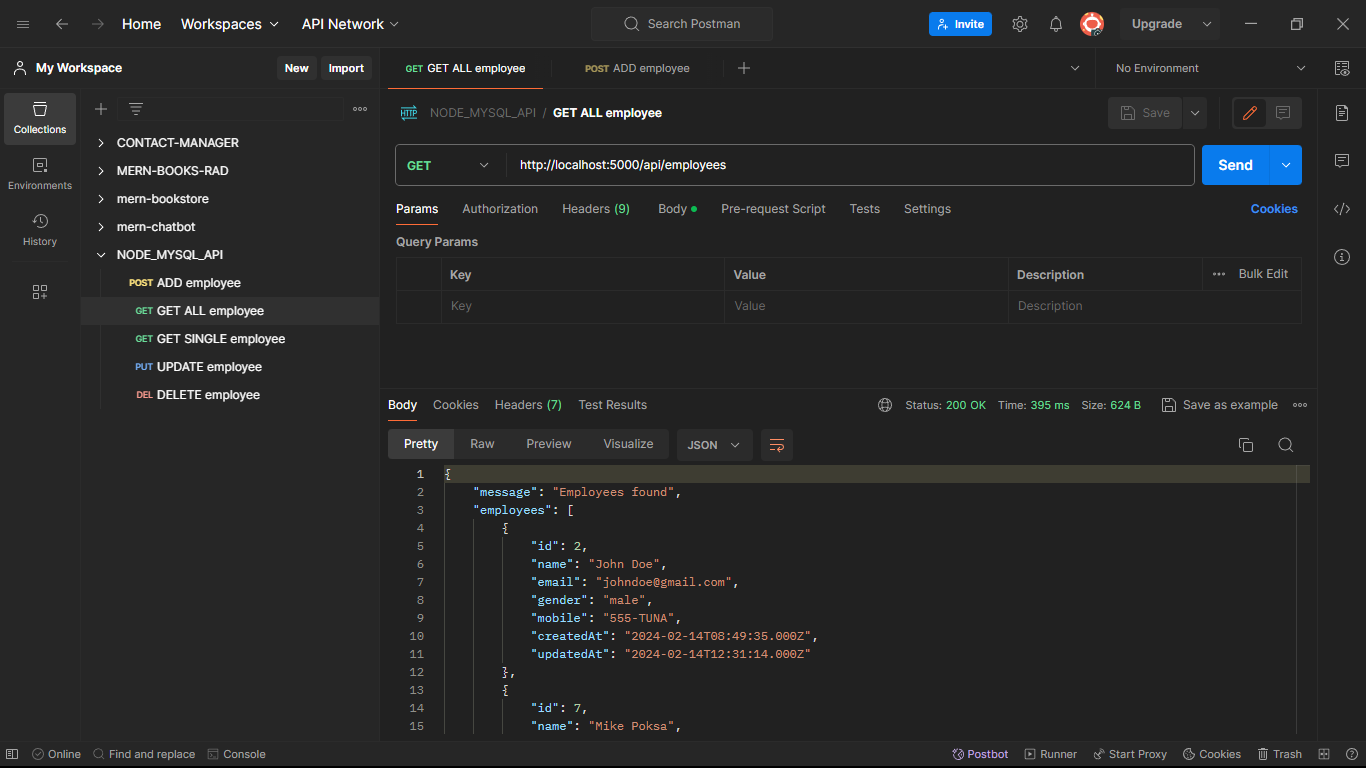 Home Workspaces API Network Search Postman Invite Upgrade
My Workspace New Import GET GET ALL employee POST ADD employee No Environment
Collections
Environments
History
CONTACT-MANAGER
MERN-BOOKS-RAD
mern-bookstore
mern-chatbot
NODE_MYSQL_API
POST ADD employee
GET GET ALL employee
GET GET SINGLE employee
PUT UPDATE employee
DEL DELETE employee
HTTP NODE_MYSQL_API / GET ALL employee Save
GET http://localhost:5000/api/employees Send
Params Authorization Headers (9) Body Pre-request Script Tests Settings Cookies
Query Params
Key Value Description Bulk Edit
Key Value Description
Body Cookies Headers (7) Test Results Status: 200 OK Time: 395 ms Size: 624 B Save as example
Pretty Raw Preview Visualize JSON
1 {
2 "message": "Employees found",
3 "employees": [
4 {
5 "id": 2,
6 "name": "John Doe",
7 "email": "johndoe@gmail.com",
8 "gender": "male",
9 "mobile": "555-TUNA",
10 "createdAt": "2024-02-14T08:49:35.000Z",
11 "updatedAt": "2024-02-14T12:31:14.000Z"
12 },
13 {
14 "id": 7,
15 "name": "Mike Poksa",
Online Find and replace Console Postbot Runner Start Proxy Cookies Trash